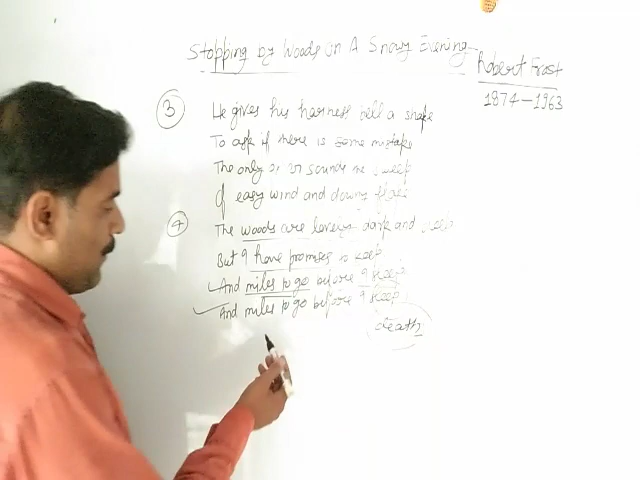 Stopping by Woods on A Snowy Evening
Robert Frost
1874-1963
③ He gives his harness bell a shake
To ask if there is some mistake
The only sounds the sweep
Of easy wind and downy flake
④ The woods are lovely dark and deep
But I have promises to keep
And miles to go before I sleep
And miles to go before I sleep
death